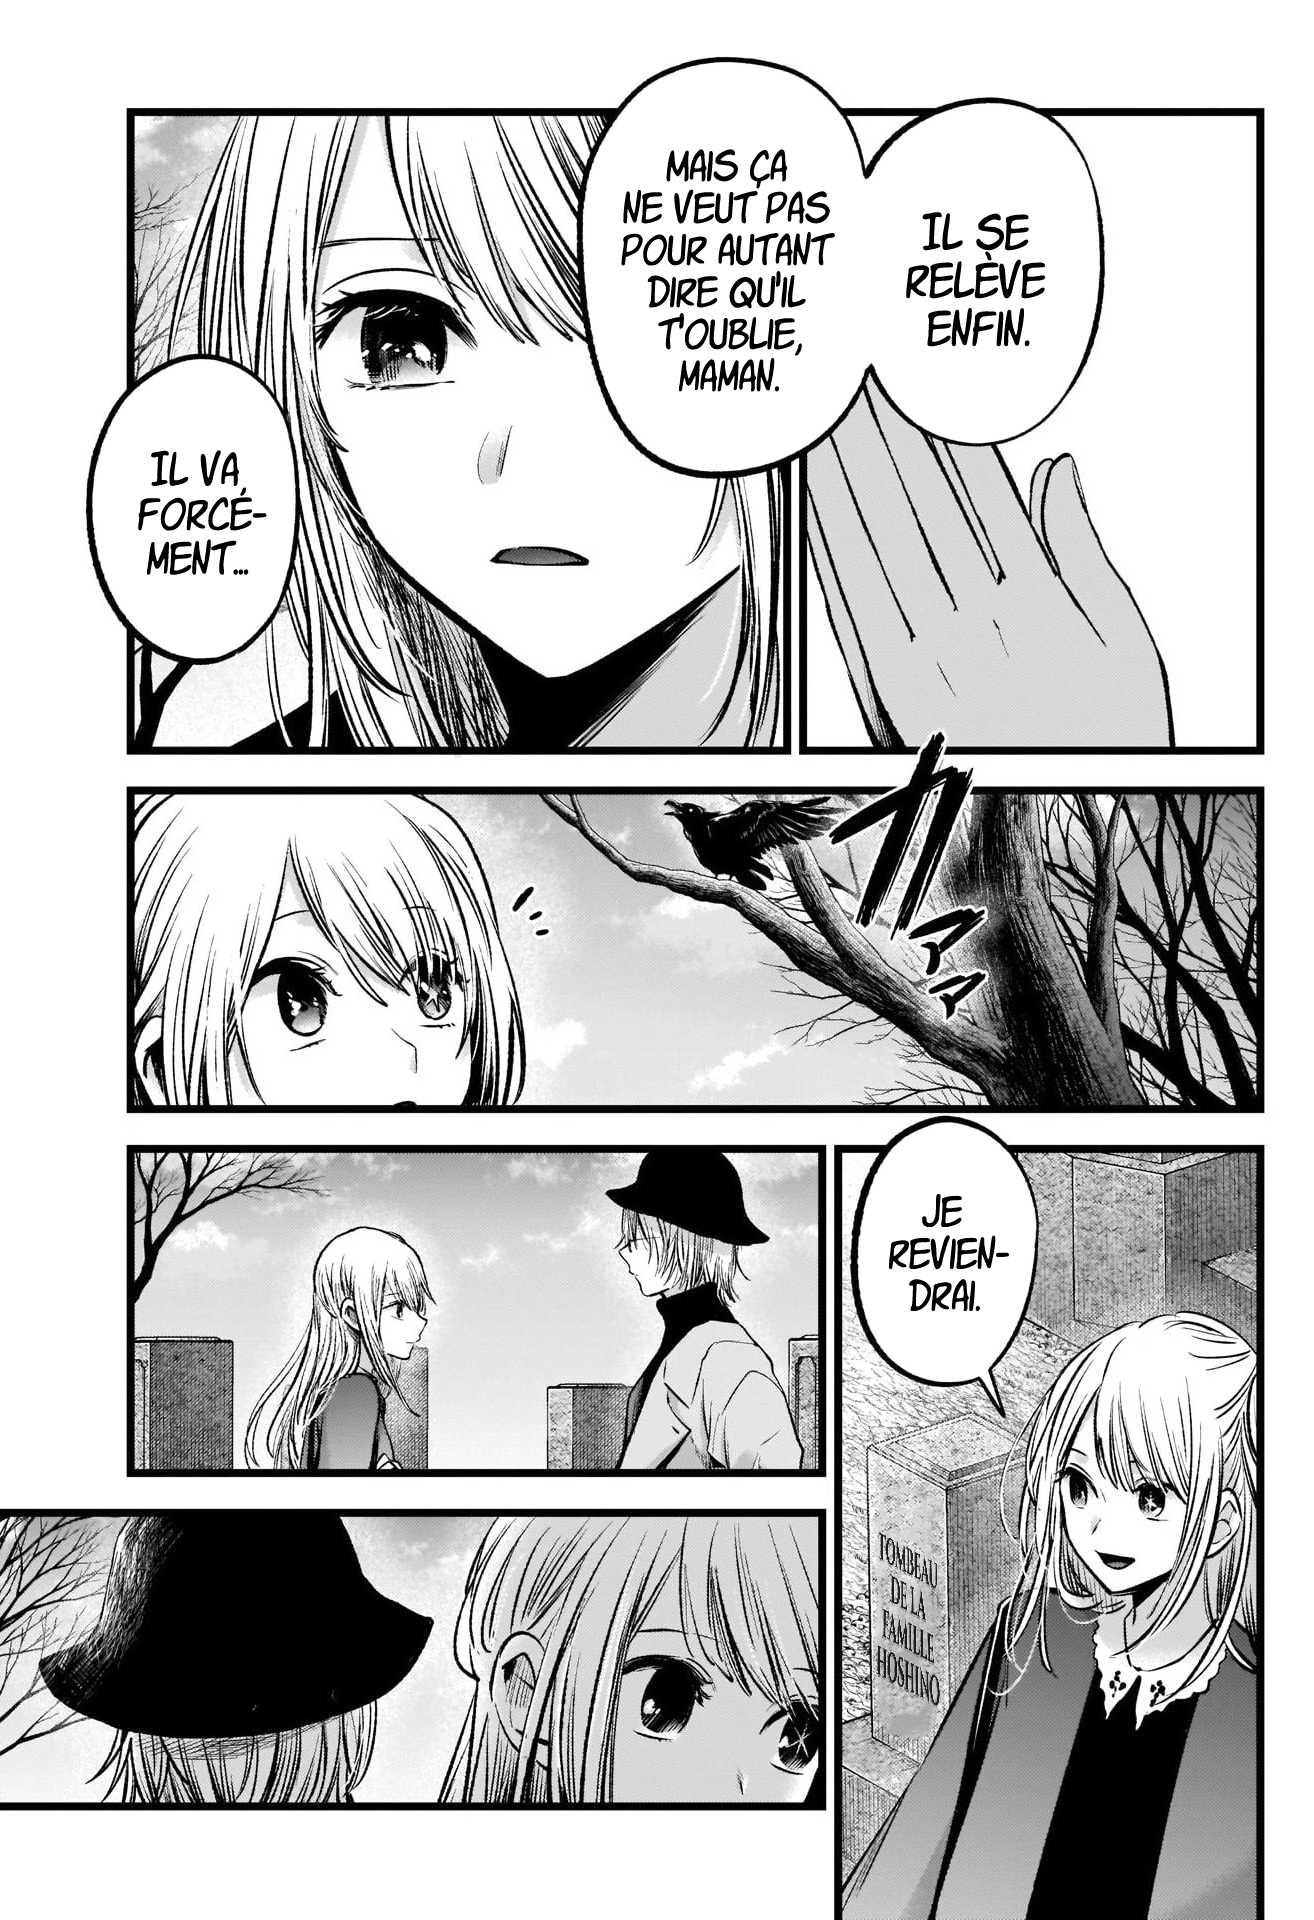 IL SE
RELÈVE
ENFIN.
MAIS ÇA
NE VEUT PAS
POUR AUTANT
DIRE QU'IL
T'OUBLIE,
MAMAN.
IL VA,
FORCÉ-
MENT...
JE
REVIEN-
DRAI.
TOMBEAU
DE LA
FAMILLE
HOSHINO